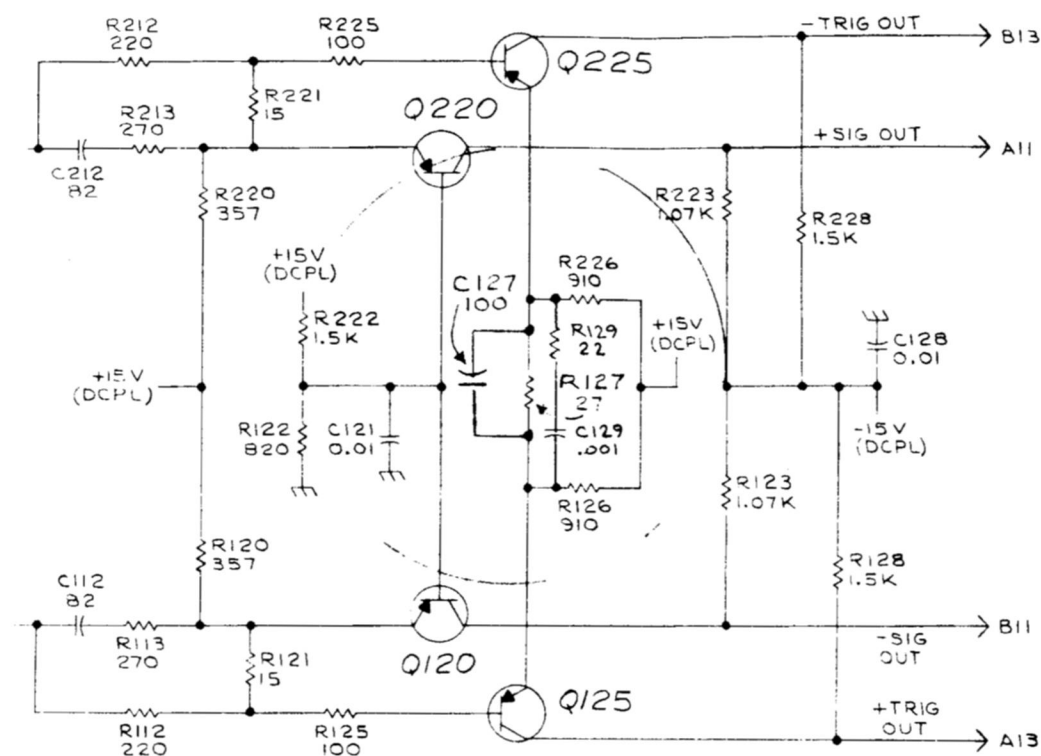 R212
220
R225
100
Q225
-TRIG OUT
B13
R221
15
R213
270
Q220
+SIG OUT
A11
C212
82
R220
357
R223
1.07K
R228
1.5K
+15V
(DCPL)
C127
100
R226
910
R222
1.5K
R129
22
+15V
(DCPL)
C128
0.01
+15V
(DCPL)
R127
27
R122
820
C121
0.01
C129
.001
-15V
(DCPL)
R126
910
R123
1.07K
R120
357
R128
1.5K
C112
82
R113
270
R121
15
Q120
-SIG
OUT
B11
Q125
+TRIG
OUT
A13
R112
220
R125
100